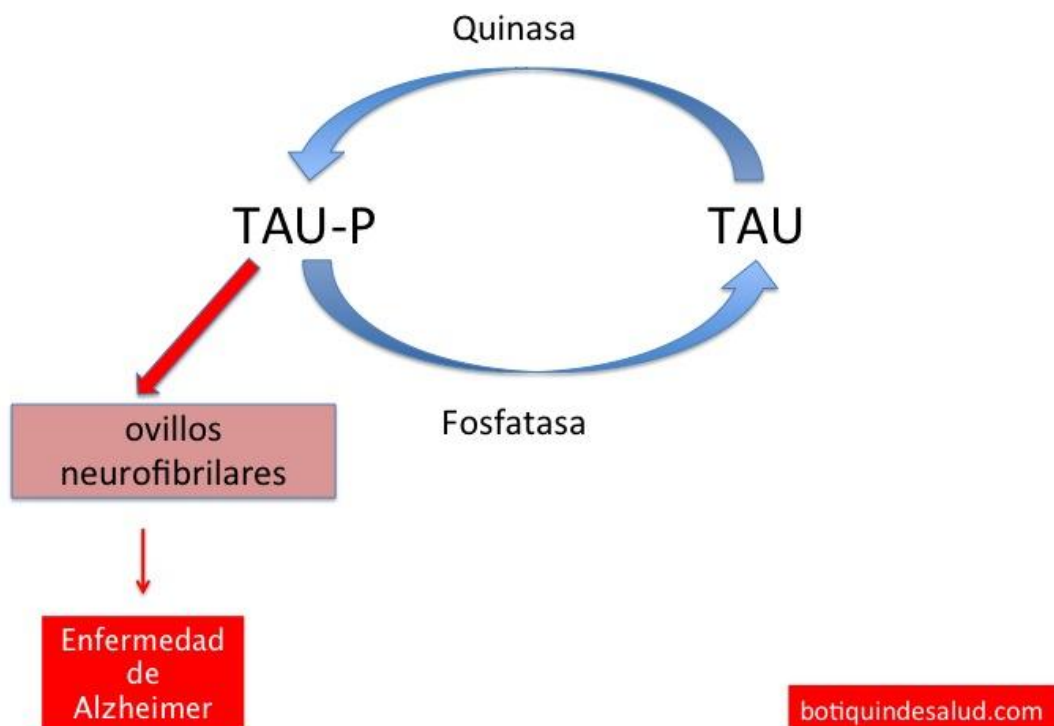 Quinasa
TAU-P
TAU
Fosfatasa
ovillos
neurofibrilares
Enfermedad
de
Alzheimer
botiquindesalud.com